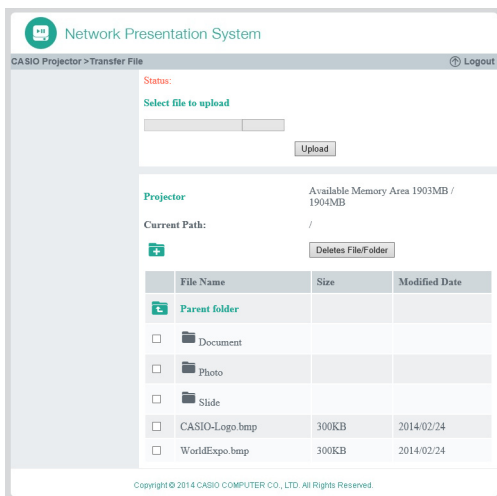 Network Presentation System
CASIO Projector >Transfer File Logout
Status:
Select file to upload
Upload
Projector Available Memory Area 1903MB /
1904MB
Current Path: /
Deletes File/Folder
File Name Size Modified Date
Parent folder
Document
Photo
Slide
CASIO-Logo.bmp 300KB 2014/02/24
WorldExpo.bmp 300KB 2014/02/24
Copyright © 2014 CASIO COMPUTER CO., LTD. All Rights Reserved.